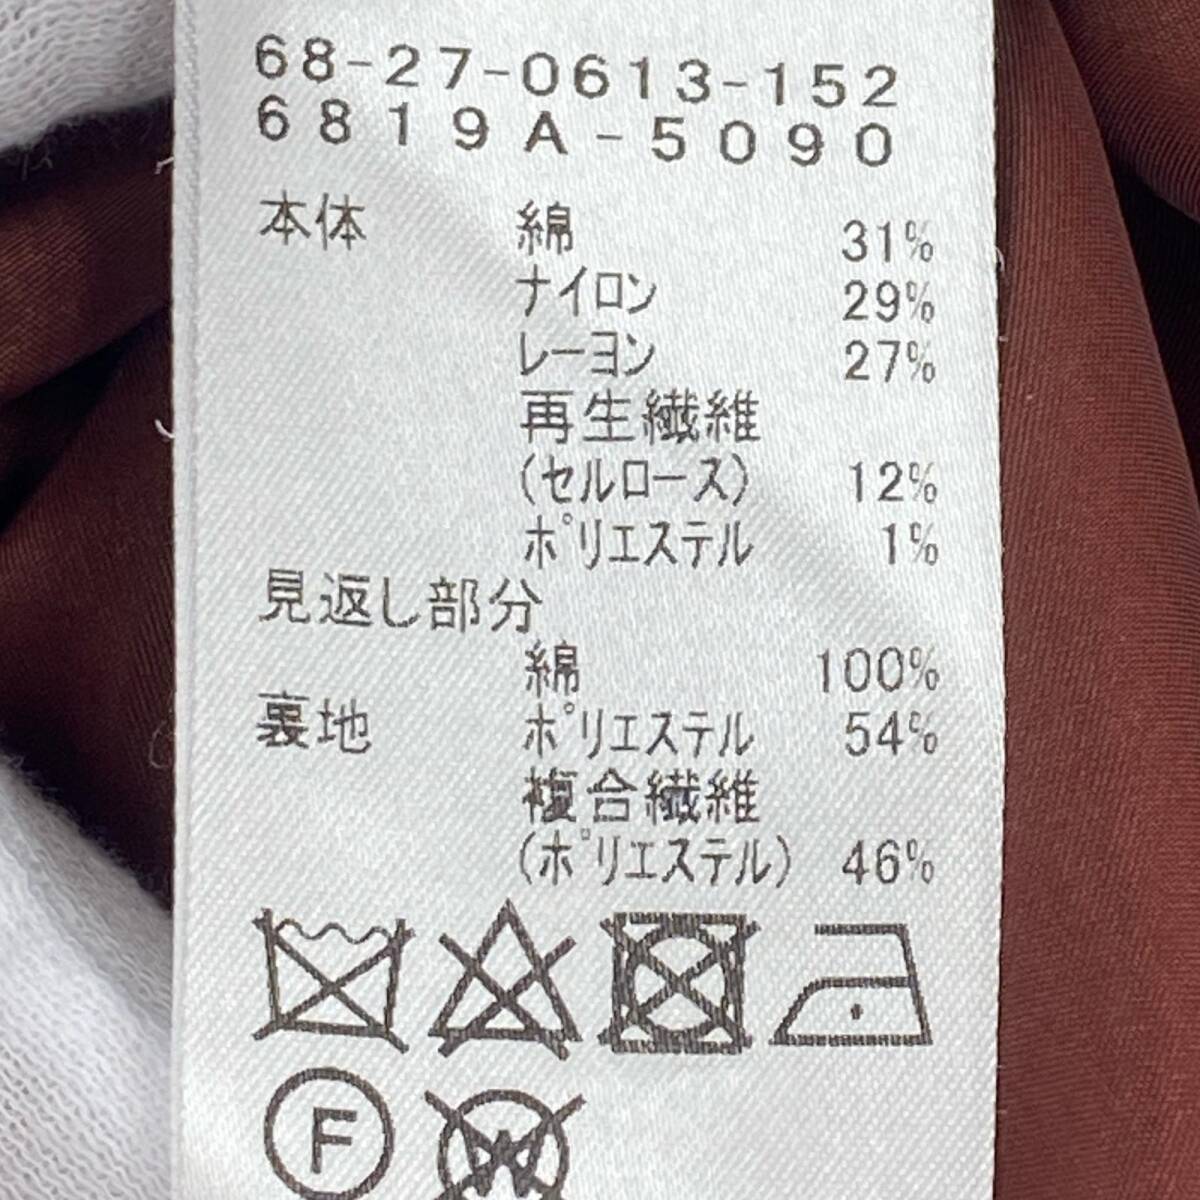 68-27-0613-152
6819A-5090
本体 綿 31%
ナイロン 29%
レーヨン 27%
再生繊維
(セルロース) 12%
ポリエステル 1%
見返し部分
綿 100%
裏地 ポリエステル 54%
複合繊維
(ポリエステル) 46%
F
W